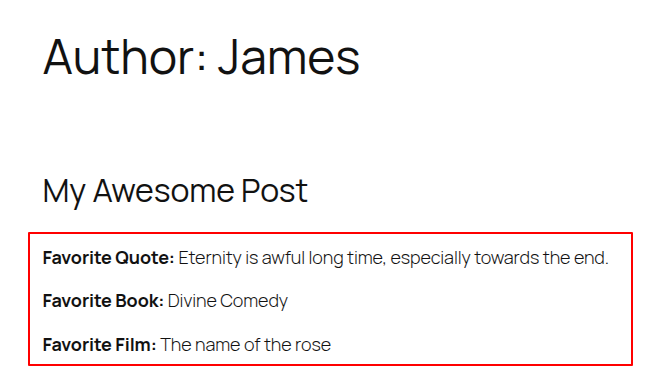 Author: James
My Awesome Post
Favorite Quote: Eternity is awful long time, especially towards the end.
Favorite Book: Divine Comedy
Favorite Film: The name of the rose